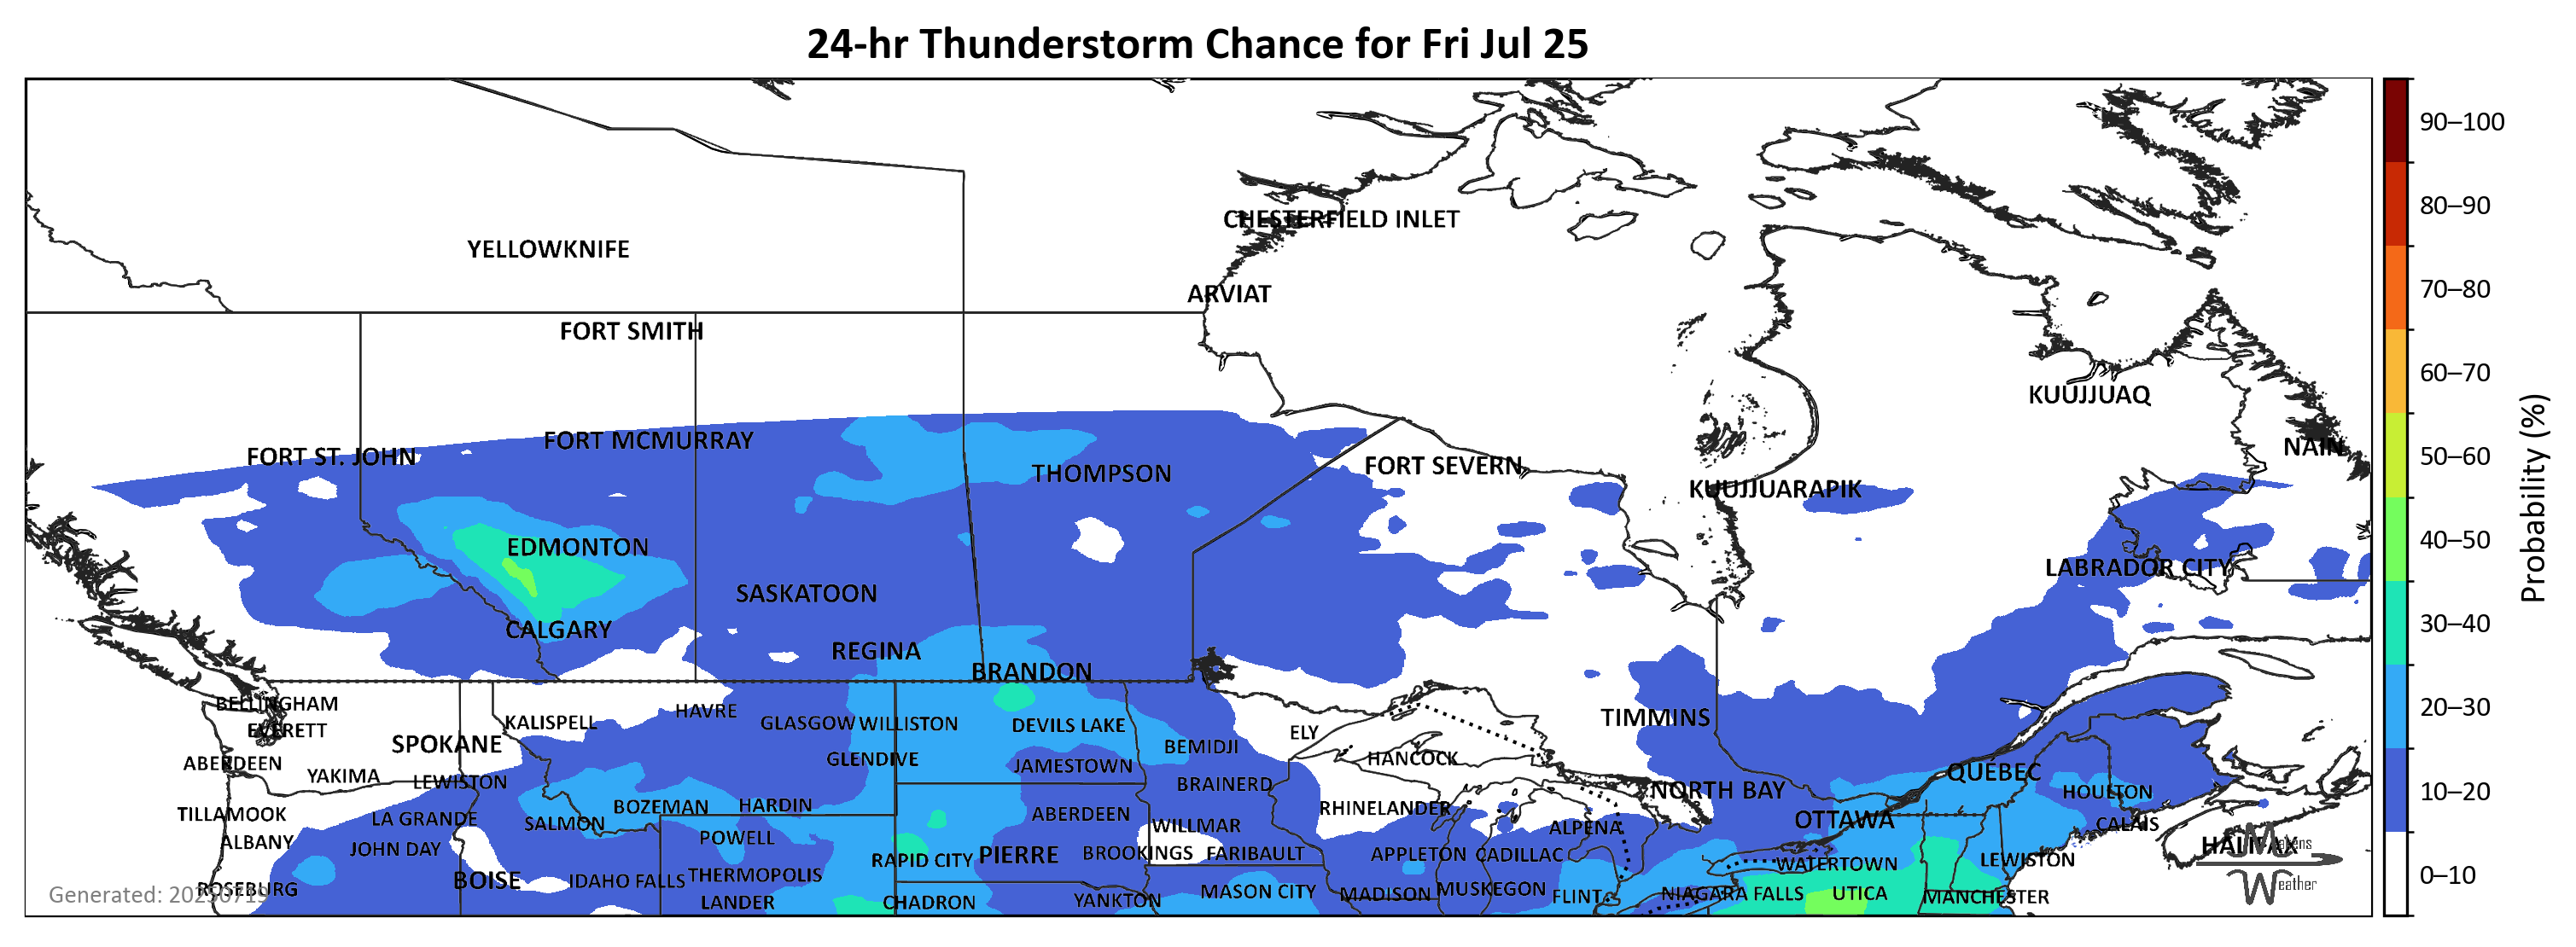 24-hr Thunderstorm Chance for Fri Jul 25
90–100
80–90
CHESTERFIELD INLET
YELLOWKNIFE
70–80
ARVIAT
FORT SMITH
60–70
KUUJJUAQ
FORT MCMURRAY
NAIN
FORT ST. JOHN
50–60
FORT SEVERN
THOMPSON
KUUJJUARAPIK
Probability (%)
EDMONTON
40–50
LABRADOR CITY
SASKATOON
CALGARY
30–40
REGINA
BRANDON
BELLINGHAM
HAVRE
20–30
KALISPELL
GLASGOW
WILLISTON
DEVILS LAKE
TIMMINS
EVERETT
ELY
SPOKANE
BEMIDJI
ABERDEEN
GLENDIVE
HANCOCK
JAMESTOWN
QUÉBEC
YAKIMA
LEWISTON
BRAINERD
NORTH BAY
HOULTON
10–20
BOZEMAN
HARDIN
RHINELANDER
TILLAMOOK
LA GRANDE
SALMON
ABERDEEN
WILLMAR
ALPENA
OTTAWA
CALAIS
ALBANY
POWELL
HALIFAX
Makens
JOHN DAY
RAPID CITY
PIERRE
BROOKINGS
FARIBAULT
APPLETON
CADILLAC
WATERTOWN
LEWISTON
BOISE
IDAHO FALLS
THERMOPOLIS
0–10
Weather
Generated: 20250719
ROSEBURG
LANDER
CHADRON
YANKTON
MASON CITY
MADISON
MUSKEGON
FLINT
NIAGARA FALLS
UTICA
MANCHESTER